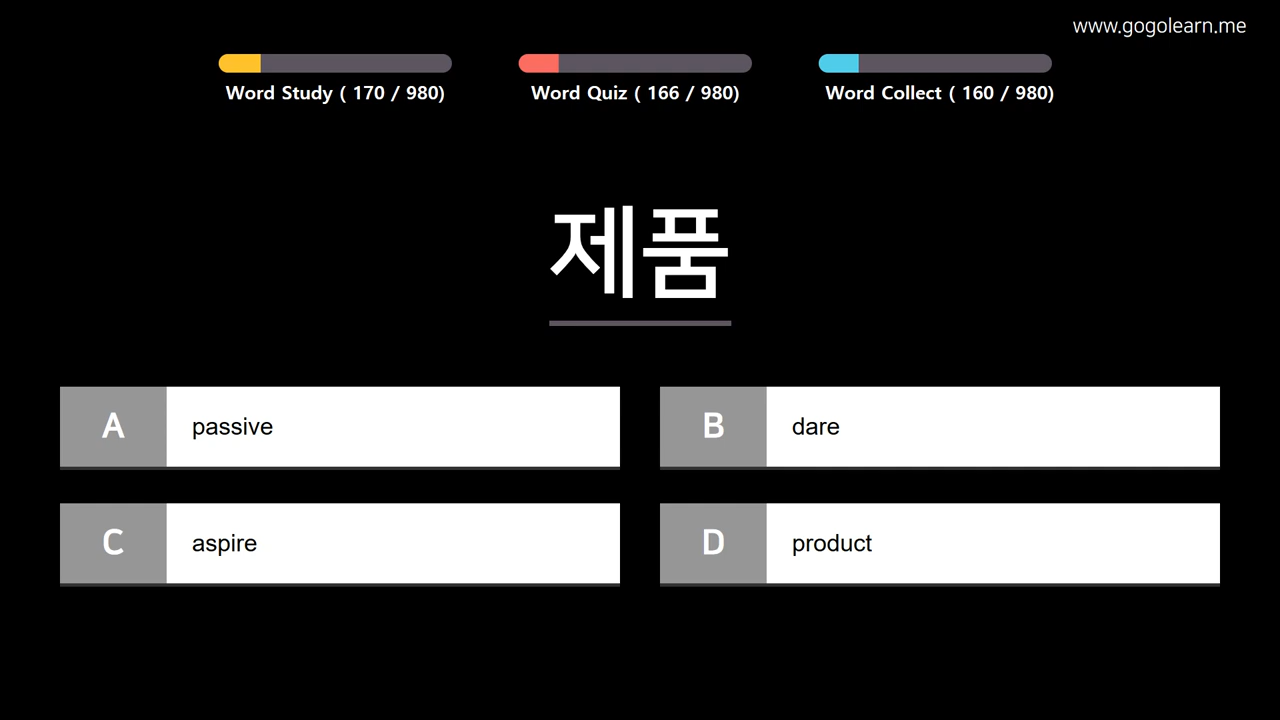 www.gogolearn.me
Word Study ( 170 / 980)
Word Quiz ( 166 / 980)
Word Collect ( 160 / 980)
제품
A passive
B dare
C aspire
D product